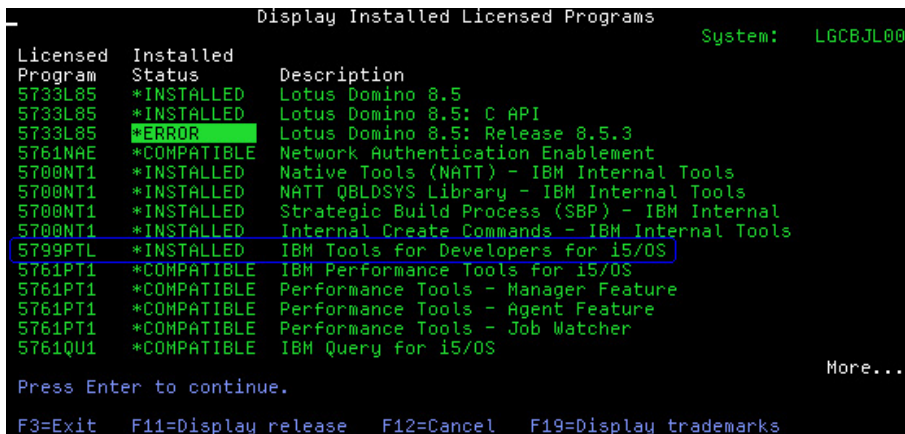 Display Installed Licensed Programs
System: LGCBJL00
Licensed Installed
Program Status Description
5733L85 *INSTALLED Lotus Domino 8.5
5733L85 *INSTALLED Lotus Domino 8.5: C API
5733L85 *ERROR Lotus Domino 8.5: Release 8.5.3
5761NAE *COMPATIBLE Network Authentication Enablement
5700NT1 *INSTALLED Native Tools (NATT) - IBM Internal Tools
5700NT1 *INSTALLED NATT QBLDSYS Library - IBM Internal Tools
5700NT1 *INSTALLED Strategic Build Process (SBP) - IBM Internal
5700NT1 *INSTALLED Internal Create Commands - IBM Internal Tools
5799PTL *INSTALLED IBM Tools for Developers for i5/OS
5761PT1 *COMPATIBLE IBM Performance Tools for i5/OS
5761PT1 *COMPATIBLE Performance Tools - Manager Feature
5761PT1 *COMPATIBLE Performance Tools - Agent Feature
5761PT1 *COMPATIBLE Performance Tools - Job Watcher
5761QU1 *COMPATIBLE IBM Query for i5/OS
More...
Press Enter to continue.
F3=Exit F11=Display release F12=Cancel F19=Display trademarks